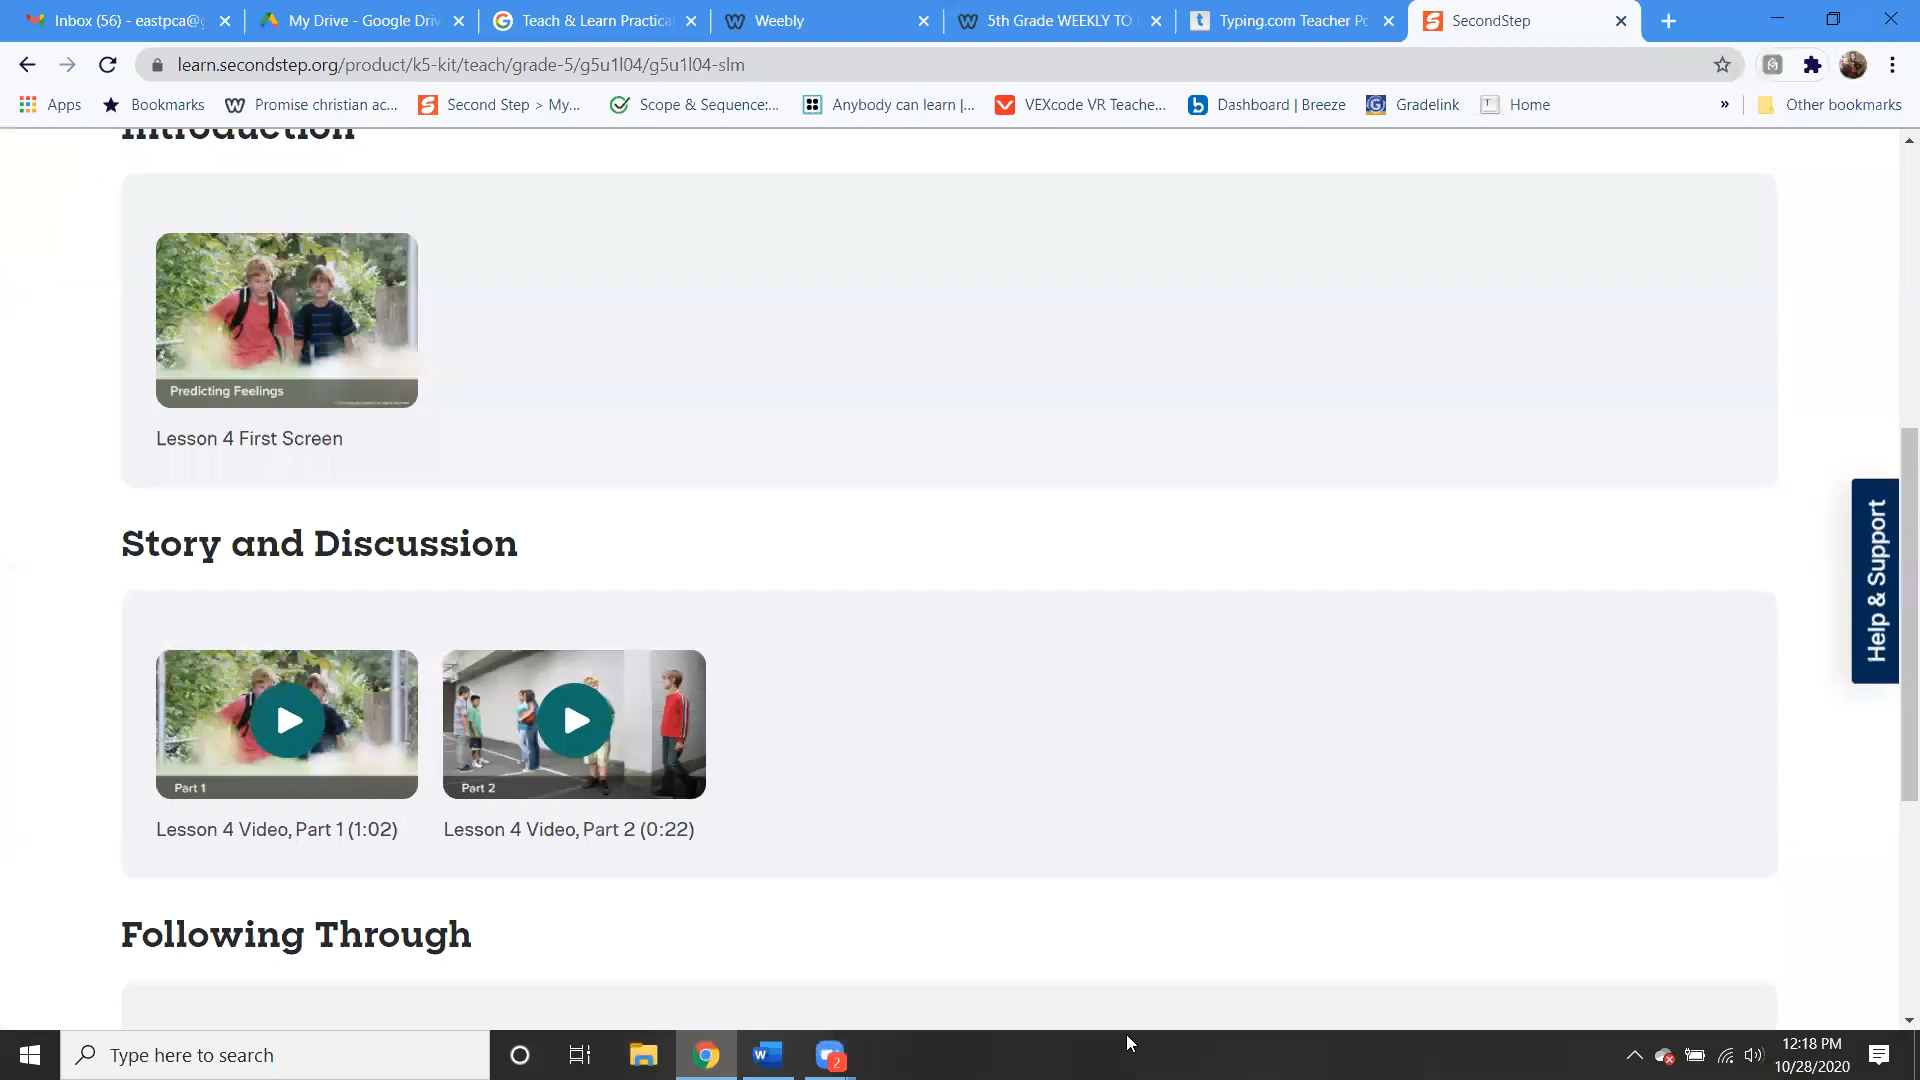 Inbox (56) - eastpca@g
My Drive - Google Driv
Teach & Learn Practica
Weebly
5th Grade WEEKLY TO
Typing.com Teacher Po
SecondStep
learn.secondstep.org/product/k5-kit/teach/grade-5/g5u1l04/g5u1l04-slm
Apps
Bookmarks
Promise christian ac...
Second Step > My...
Scope & Sequence:...
Anybody can learn |...
VEXcode VR Teache...
Dashboard | Breeze
Gradelink
Home
»
Other bookmarks
Introduction
Predicting Feelings
Lesson 4 First Screen
Story and Discussion
Part 1
Part 2
Lesson 4 Video, Part 1 (1:02)
Lesson 4 Video, Part 2 (0:22)
Following Through
Help & Support
Type here to search
2
12:18 PM
10/28/2020